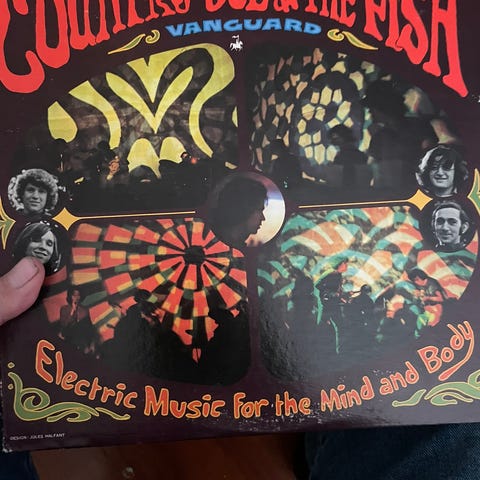 COUNTRY JOE & THE FISH
VANGUARD
Electric Music for the Mind and Body
DESIGN: JULES HALFANT